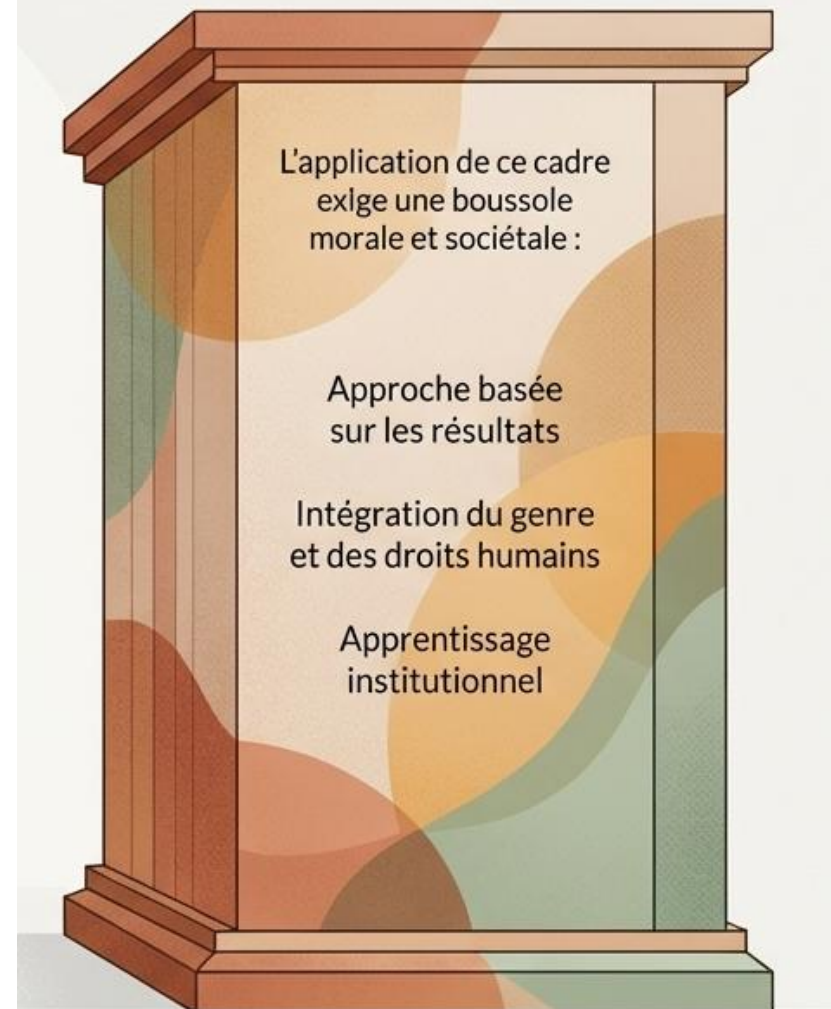 L'application de ce cadre
exige une boussole
morale et sociétale :
Approche basée
sur les résultats
Intégration du genre
et des droits humains
Apprentissage
institutionnel